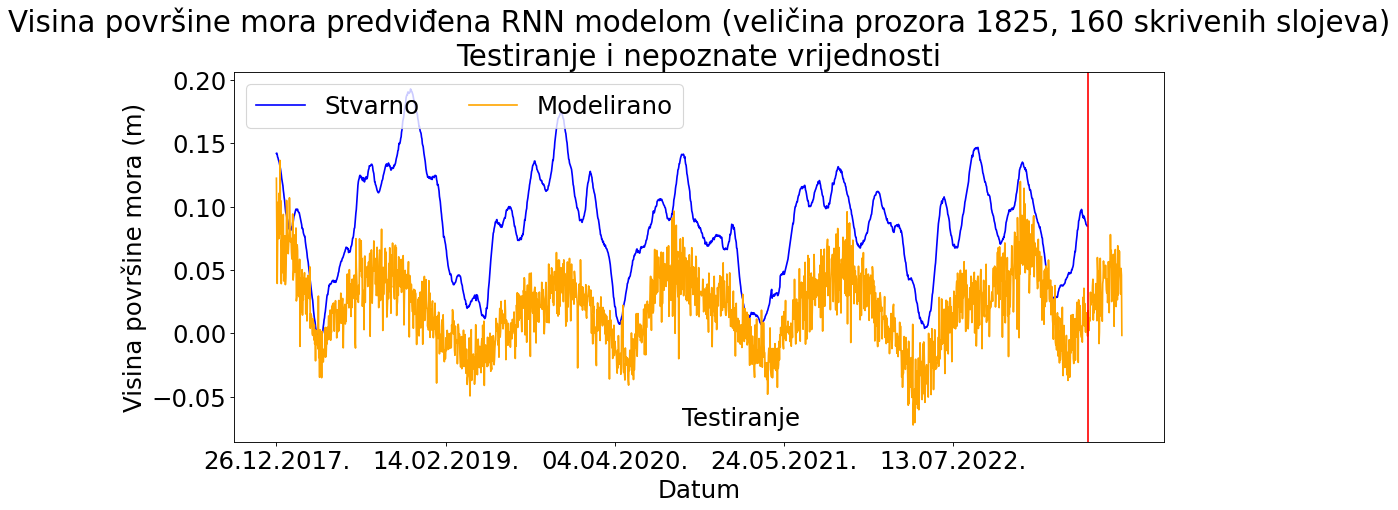 Visina površine mora predviđena RNN modelom (veličina prozora 1825, 160 skrivenih slojeva)
Testiranje i nepoznate vrijednosti
Stvarno Modelirano
Visina površine mora (m)
0.20
0.15
0.10
0.05
0.00
−0.05
Testiranje
26.12.2017. 14.02.2019. 04.04.2020. 24.05.2021. 13.07.2022.
Datum